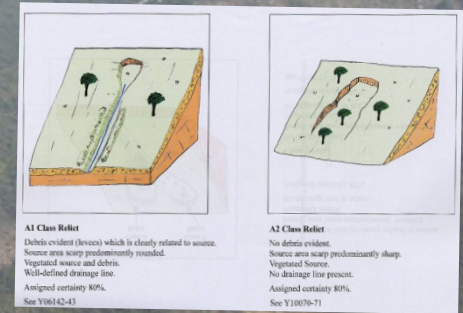 A1 Class Relict
Debris evident (levees) which is clearly related to source.
Source area scarp predominantly rounded.
Vegetated source and debris.
Well-defined drainage line.
Assigned certainty 80%.
See Y06142-43
A2 Class Relict
No debris evident.
Source area scarp predominantly sharp.
Vegetated Source.
No drainage line present.
Assigned certainty 80%.
See Y10070-71